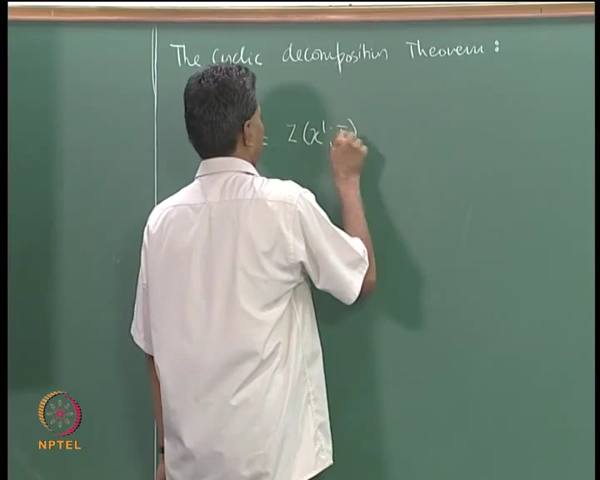 The Cyclic decomposition Theorem :
= Z(x¹; T)
NPTEL